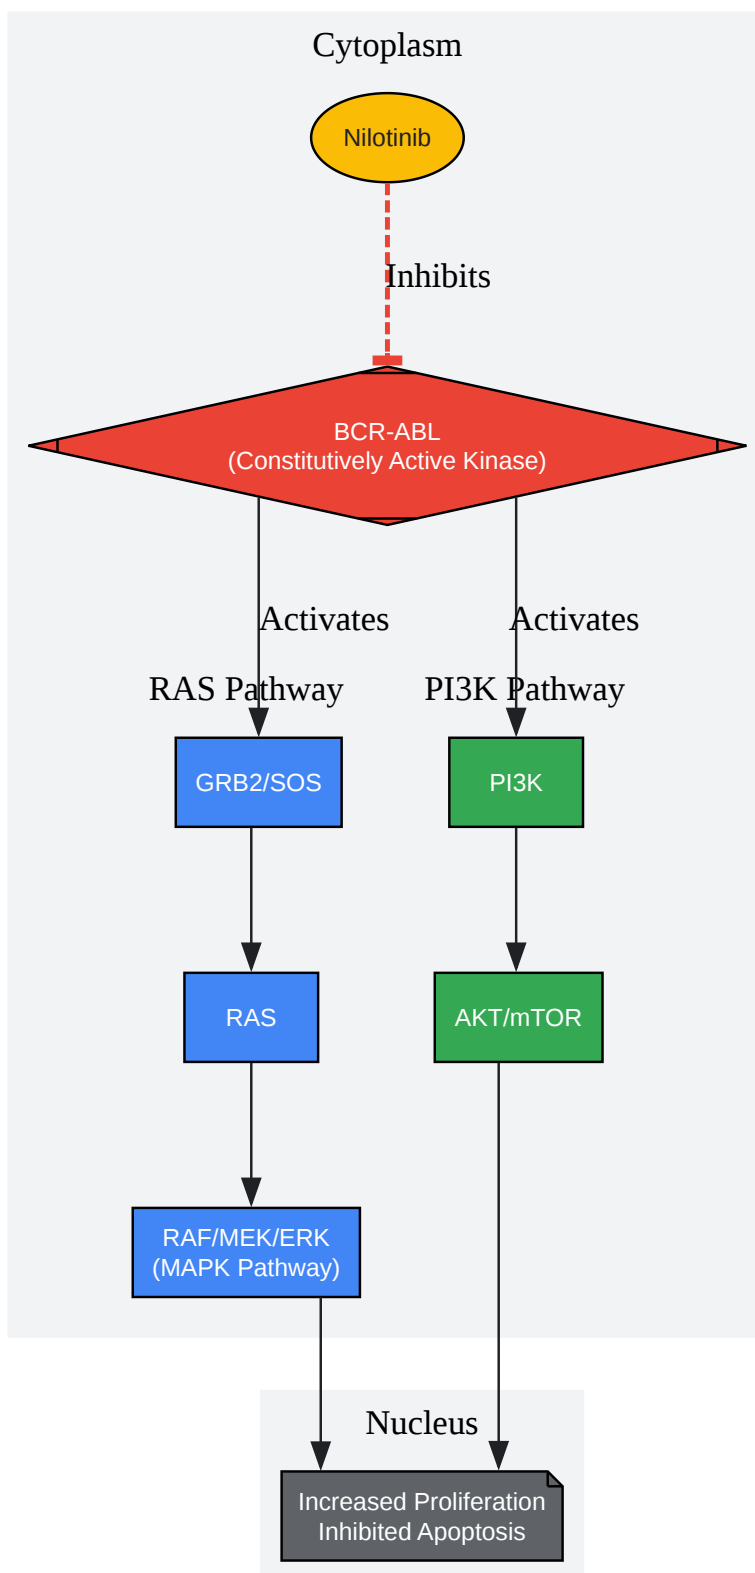 Cytoplasm
Nilotinib
Inhibits
BCR-ABL
(Constitutively Active Kinase)
Activates
Activates
RAS Pathway
PI3K Pathway
GRB2/SOS
PI3K
RAS
AKT/mTOR
RAF/MEK/ERK
(MAPK Pathway)
Nucleus
Increased Proliferation
Inhibited Apoptosis